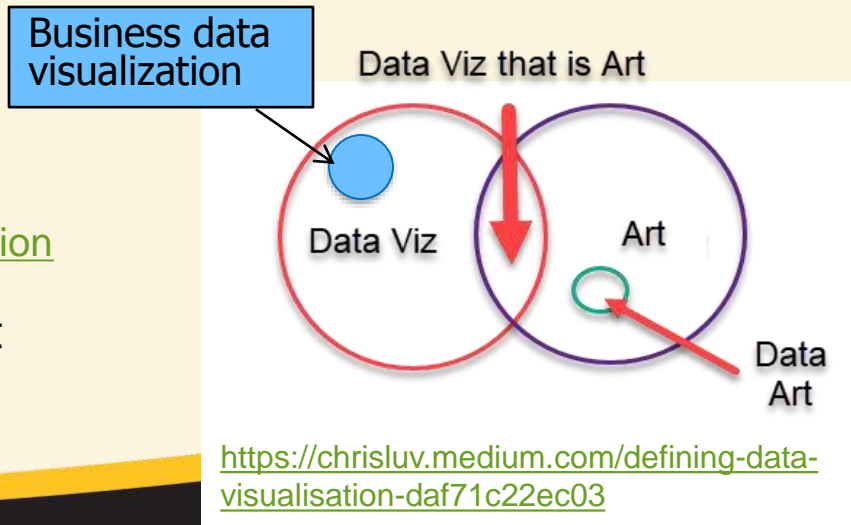 Business data
visualization
Data Viz that is Art
Data Viz
Art
Data
Art
ion
https://chrisluv.medium.com/defining-data-
visualisation-daf71c22ec03